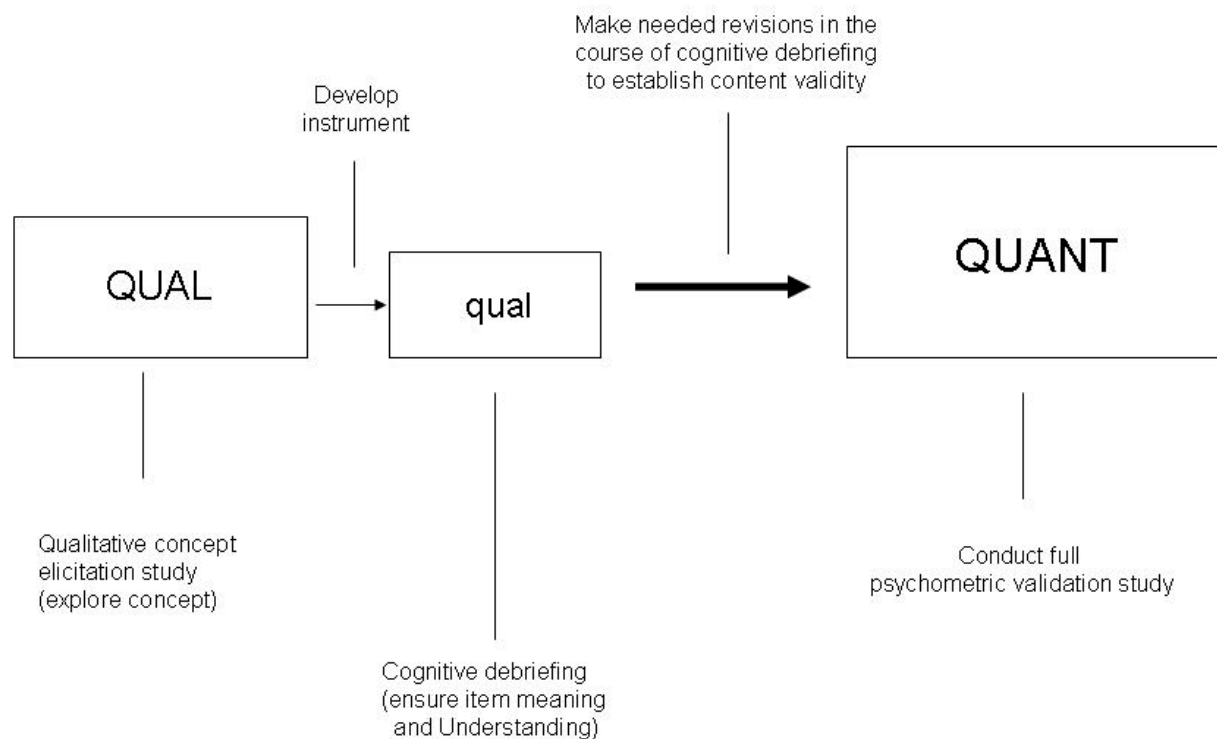 Make needed revisions in the
course of cognitive debriefing
to establish content validity
Develop
instrument
QUAL
qual
QUANT
Qualitative concept
elicitation study
(explore concept)
Conduct full
psychometric validation study
Cognitive debriefing
(ensure item meaning
and Understanding)